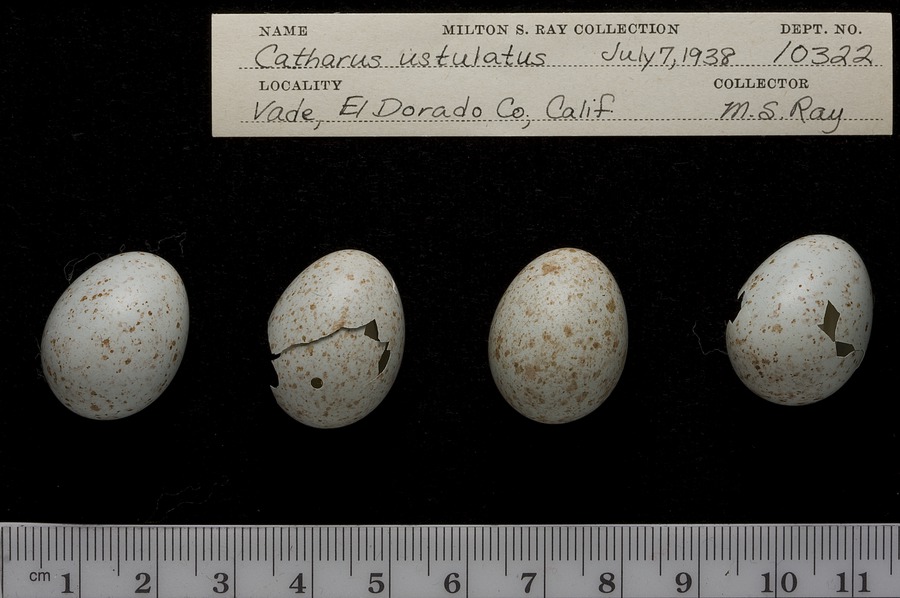 NAME MILTON S. RAY COLLECTION DEPT. NO.
Catharus ustulatus July 7, 1938 10322
LOCALITY COLLECTOR
Vade, El Dorado Co., Calif. M.S. Ray
cm 1 2 3 4 5 6 7 8 9 10 11